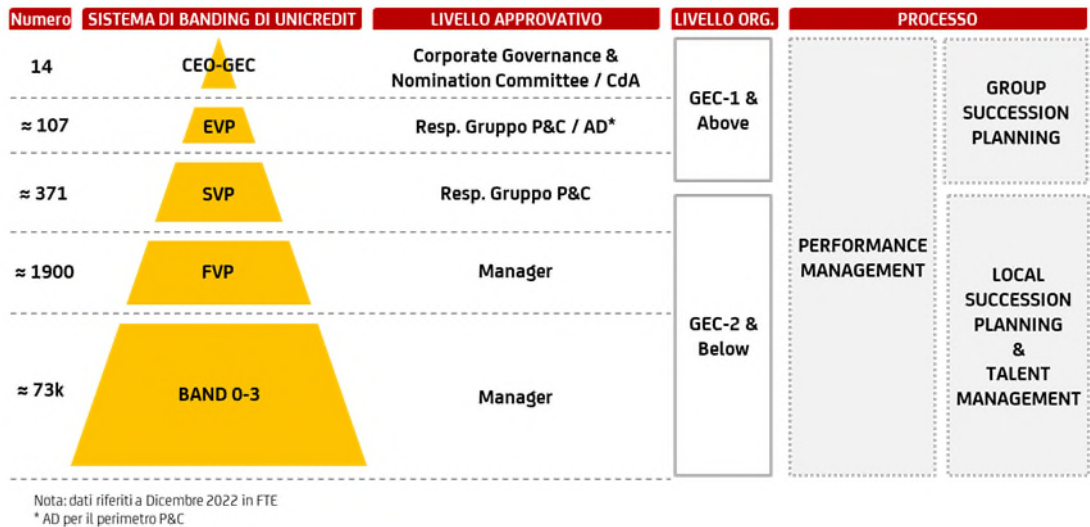 Numero SISTEMA DI BANDING DI UNICREDIT LIVELLO APPROVATIVO LIVELLO ORG. PROCESSO
14
CEO-GEC
Corporate Governance &
Nomination Committee / CdA
≈ 107
EVP
Resp. Gruppo P&C / AD*
≈ 371
SVP
Resp. Gruppo P&C
≈ 1900
FVP
Manager
≈ 73k
BAND 0-3
Manager
GEC-1 &
Above
GEC-2 &
Below
PERFORMANCE
MANAGEMENT
GROUP
SUCCESSION
PLANNING
LOCAL
SUCCESSION
PLANNING
&
TALENT
MANAGEMENT
Nota: dati riferiti a Dicembre 2022 in FTE
* AD per il perimetro P&C